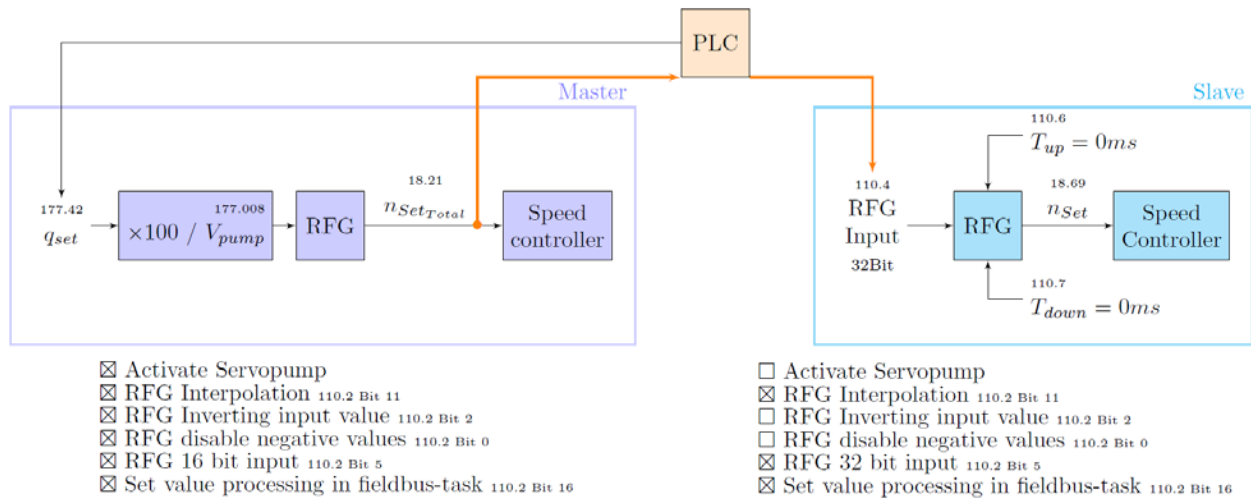 PLC
Master
177.42
q_set
177.008
×100 / V_pump
RFG
18.21
n_Set_Total
Speed
controller
Slave
110.6
T_up = 0ms
110.4
RFG
Input
32Bit
RFG
18.69
n_Set
Speed
Controller
110.7
T_down = 0ms
☒ Activate Servopump
☒ RFG Interpolation 110.2 Bit 11
☒ RFG Inverting input value 110.2 Bit 2
☒ RFG disable negative values 110.2 Bit 0
☒ RFG 16 bit input 110.2 Bit 5
☒ Set value processing in fieldbus-task 110.2 Bit 16
☐ Activate Servopump
☒ RFG Interpolation 110.2 Bit 11
☐ RFG Inverting input value 110.2 Bit 2
☐ RFG disable negative values 110.2 Bit 0
☒ RFG 32 bit input 110.2 Bit 5
☒ Set value processing in fieldbus-task 110.2 Bit 16